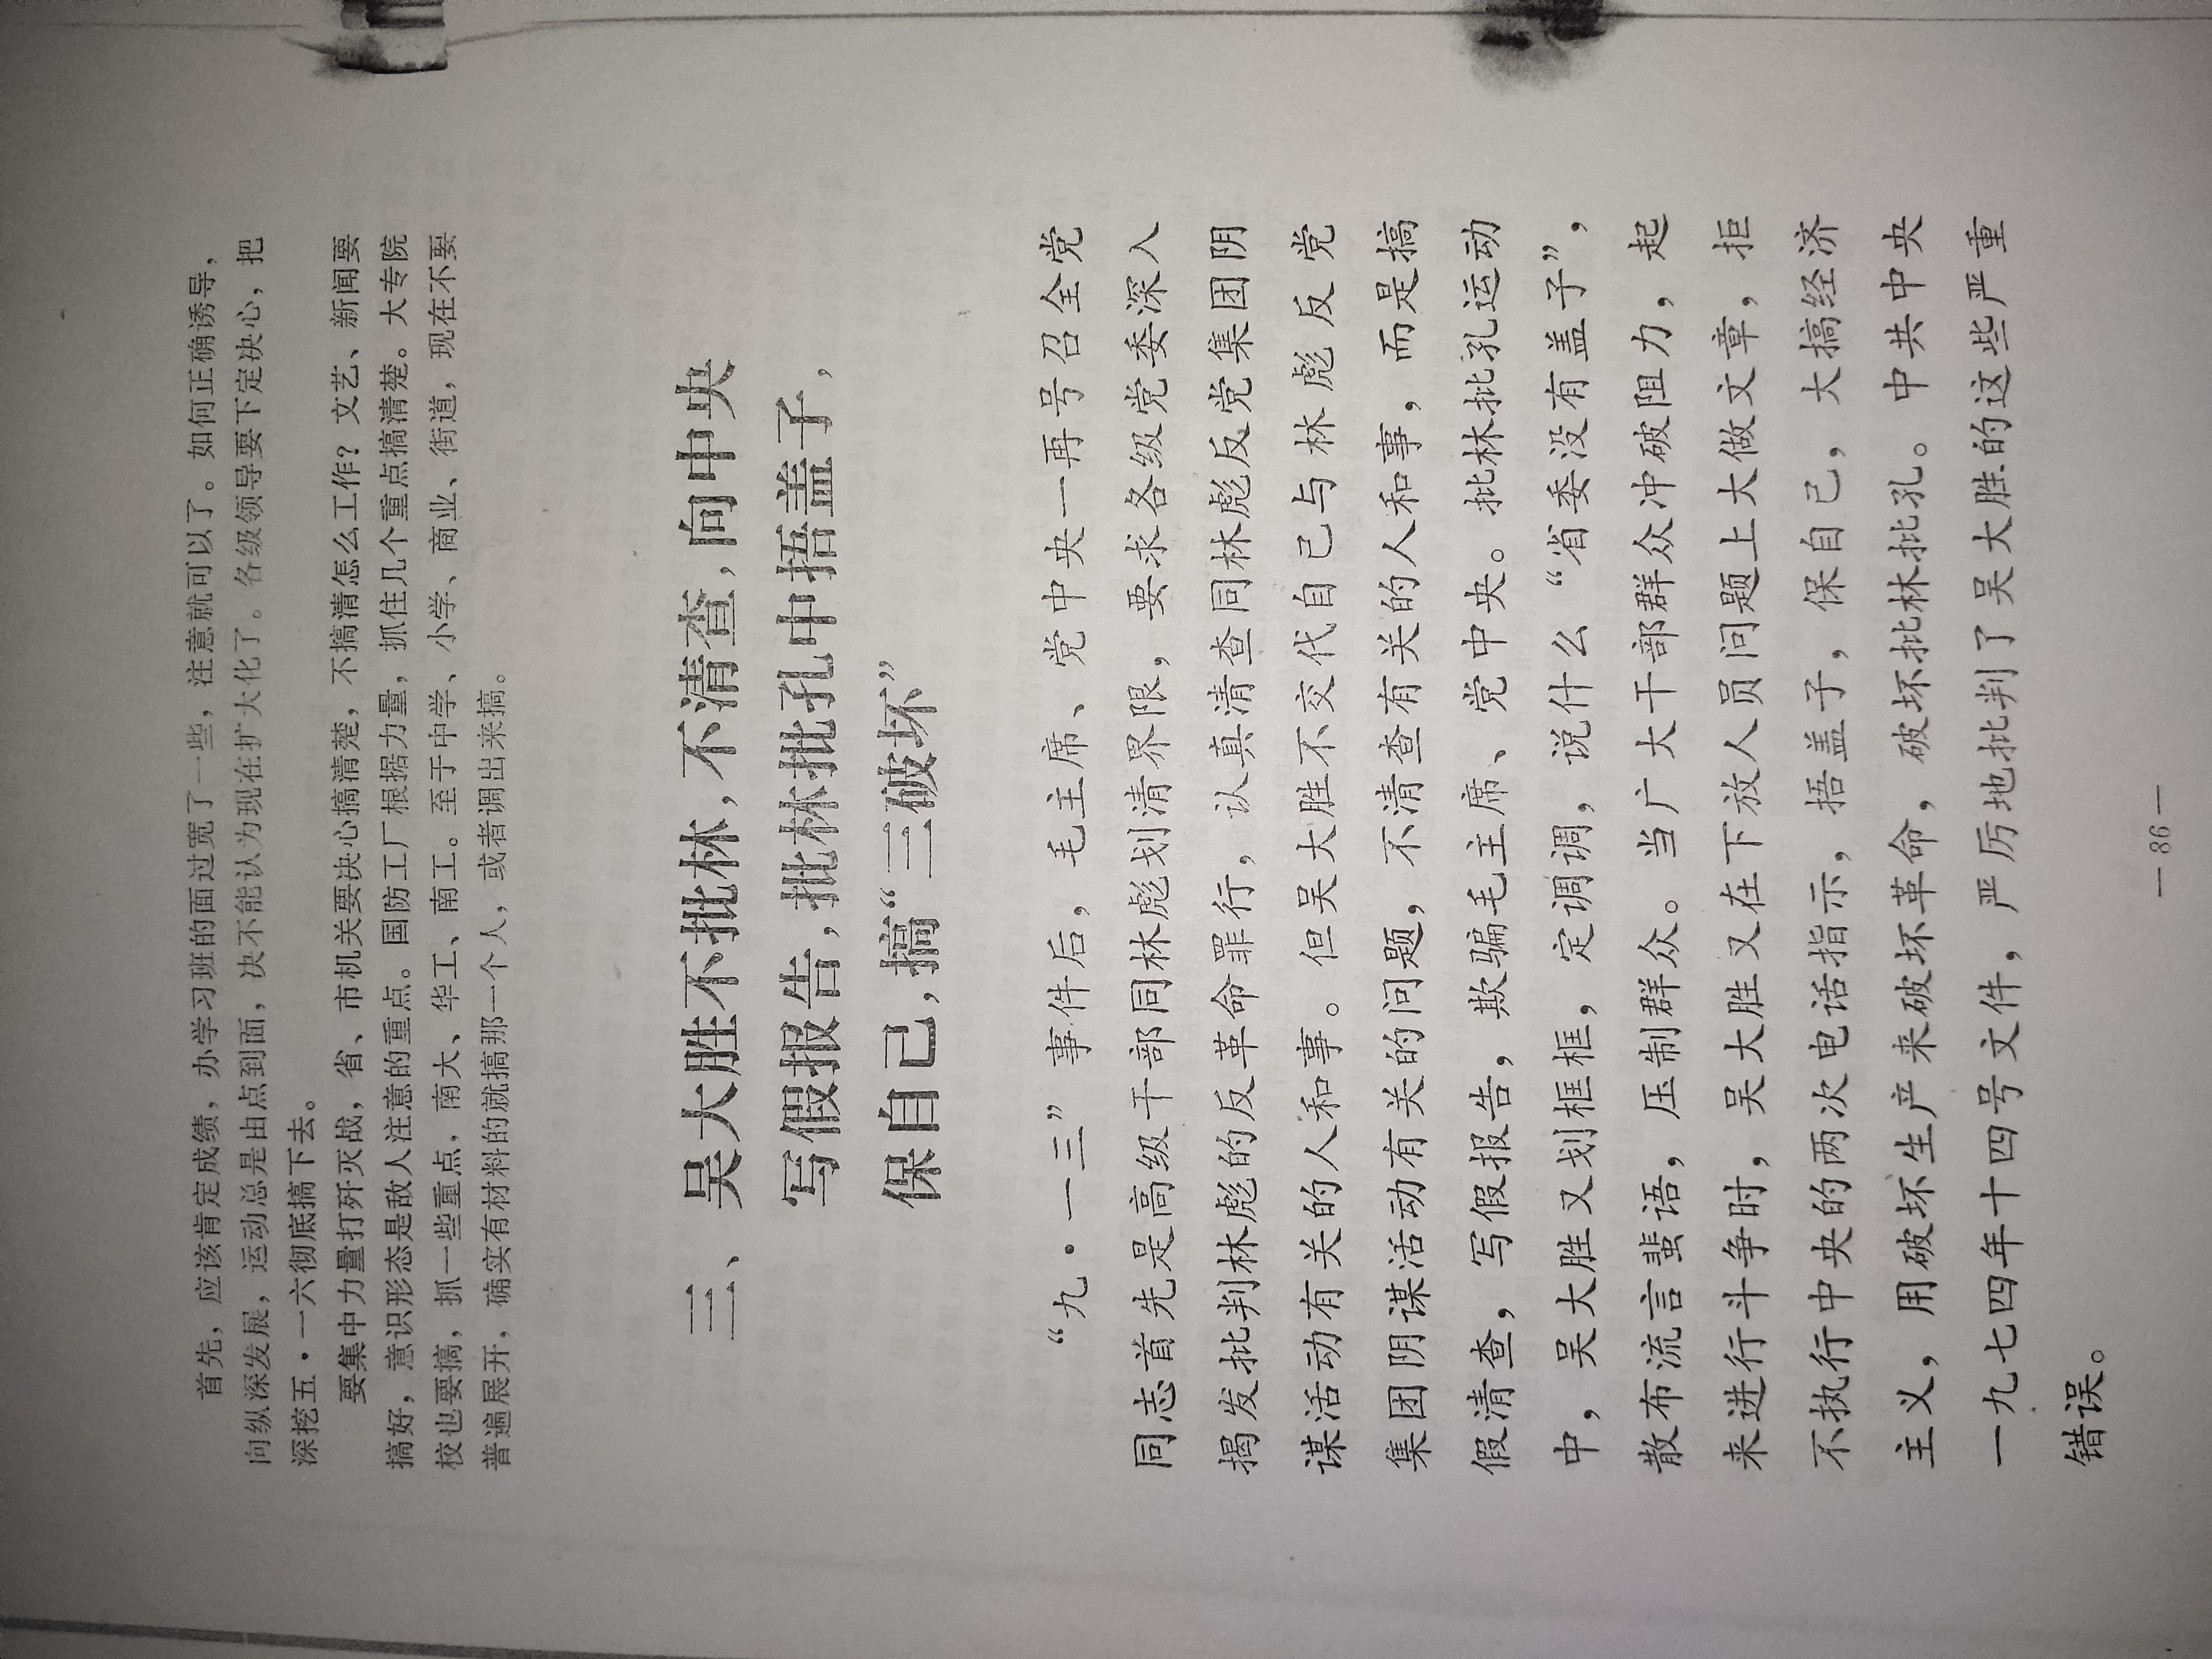 首先，应该肯定成绩，办学习班的面过宽了一些，注意就可以了。如何正确诱导，
向纵深发展，运动总是由点到面，决不能认为现在扩大化了。各级领导要下定决心，把
深挖五·一六彻底搞下去。
要集中力量打歼灭战，省、市机关要决心搞清楚，不搞清怎么工作？文艺、新闻要
搞好，意识形态是敌人注意的重点。国防工厂根据力量，抓住几个重点搞清楚。大专院
校也要搞，抓一些重点，南大、华工、南工。至于中学、小学、商业、街道，现在不要
普遍展开，确实有材料的就搞那一个人，或者调出来搞。
三、吴大胜不批林，不清查，向中央
写假报告，批林批孔中捂盖子，
保自己，搞“三破坏”
“九·一三”事件后，毛主席、党中央一再号召全党
同志首先是高级干部同林彪划清界限，要求各级党委深入
揭发批判林彪的反革命罪行，认真清查同林彪反党集团阴
谋活动有关的人和事。但吴大胜不交代自己与林彪反党
集团阴谋活动有关的问题，不清查有关的人和事，而是搞
假清查，写假报告，欺骗毛主席、党中央。批林批孔运动
中，吴大胜又划框框，定调调，说什么“省委没有盖子”，
散布流言蜚语，压制群众。当广大干部群众冲破阻力，起
来进行斗争时，吴大胜又在下放人员问题上大做文章，拒
不执行中央的两次电话指示，捂盖子，保自己，大搞经济
主义，用破坏生产来破坏革命，破坏批林批孔。中共中央
一九七四年十四号文件，严厉地批判了吴大胜的这些严重
错误。
— 86 —